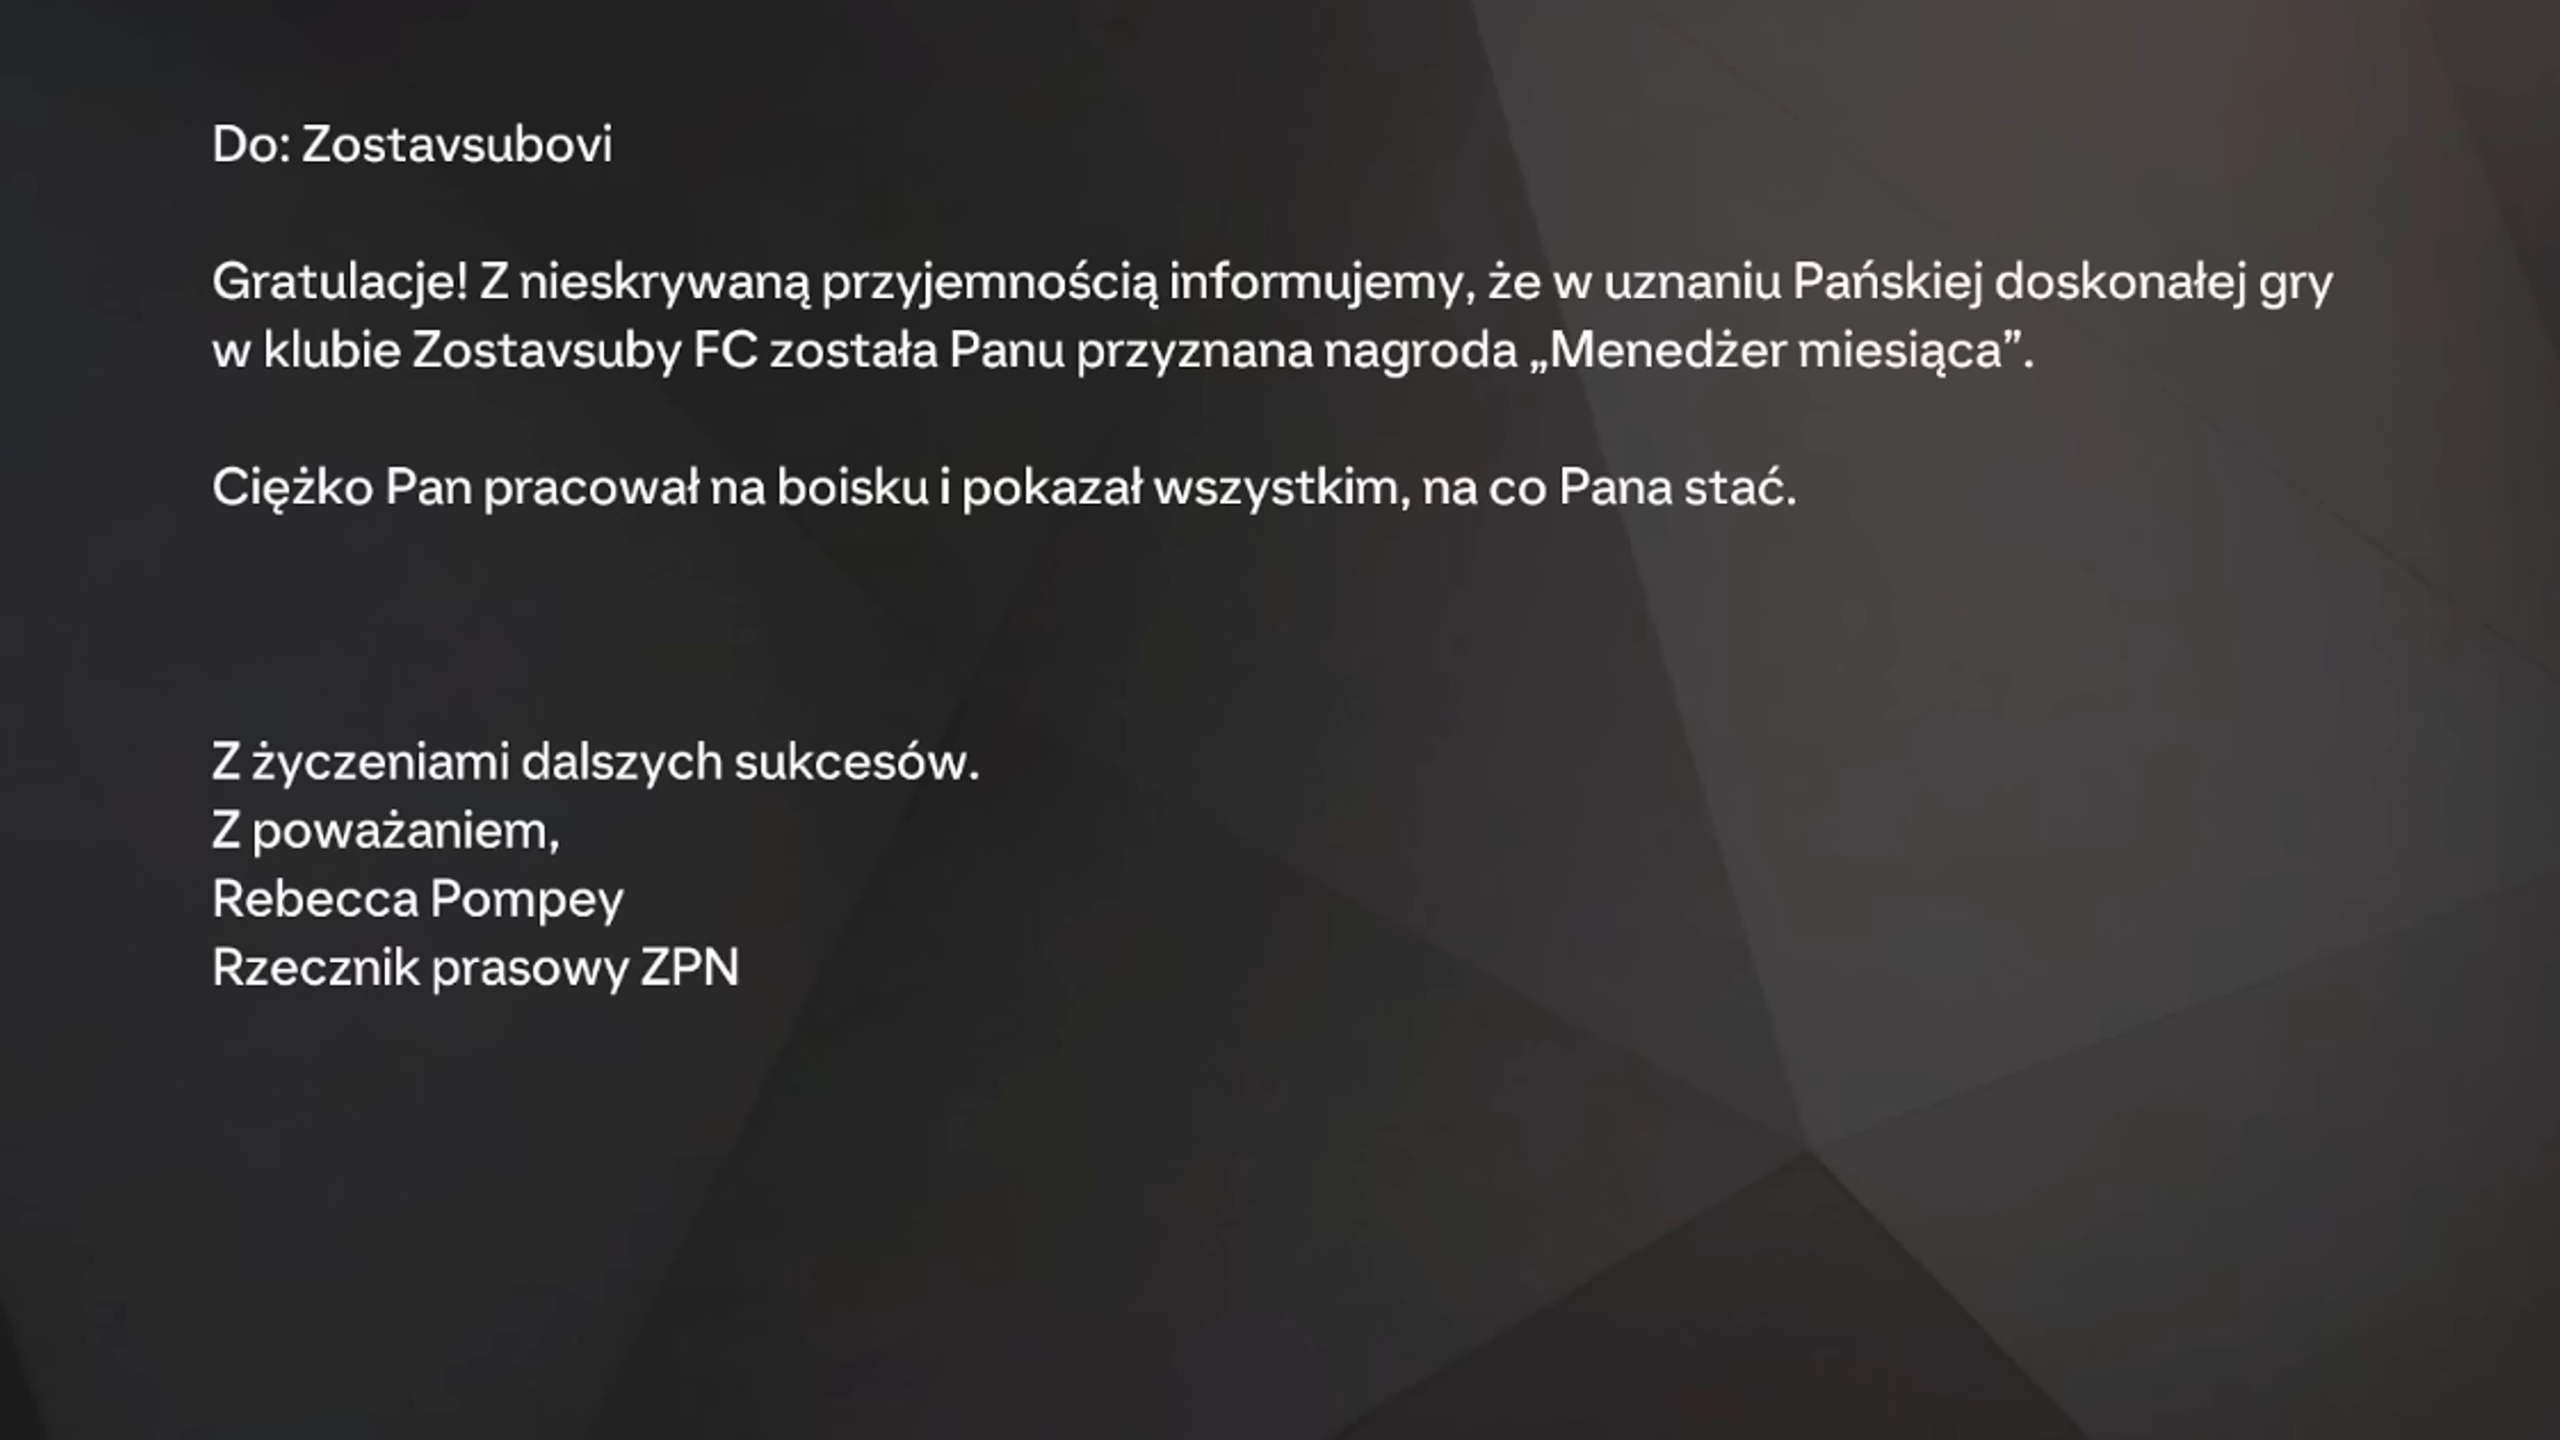 Do: Zostavsubovi
Gratulacje! Z nieskrywaną przyjemnością informujemy, że w uznaniu Pańskiej doskonałej gry
w klubie Zostavsuby FC została Panu przyznana nagroda „Menedżer miesiąca”.
Ciężko Pan pracował na boisku i pokazał wszystkim, na co Pana stać.
Z życzeniami dalszych sukcesów.
Z poważaniem,
Rebecca Pompey
Rzecznik prasowy ZPN